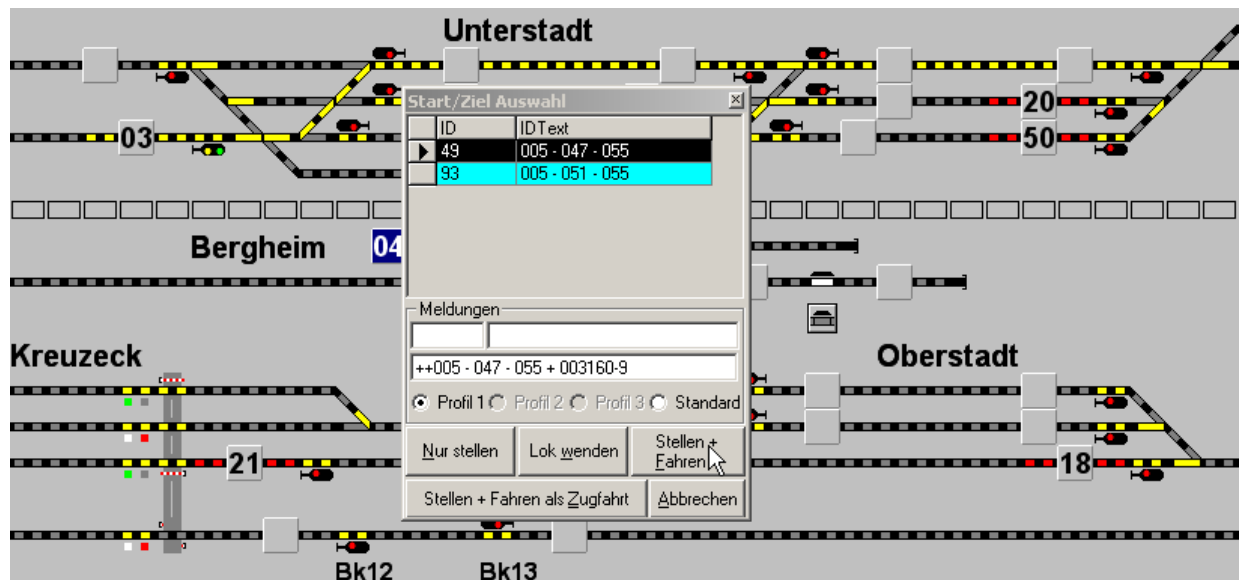 Unterstadt
Start/Ziel Auswahl
ID IDText
49 005 - 047 - 055
93 005 - 051 - 055
20
03
50
Bergheim
04
Meldungen
++005 - 047 - 055 + 003160-9
Profil 1 Profil 2 Profil 3 Standard
Kreuzeck
Oberstadt
Nur stellen
Lok wenden
Stellen +
Fahren
21
18
Stellen + Fahren als Zugfahrt
Abbrechen
Bk12
Bk13